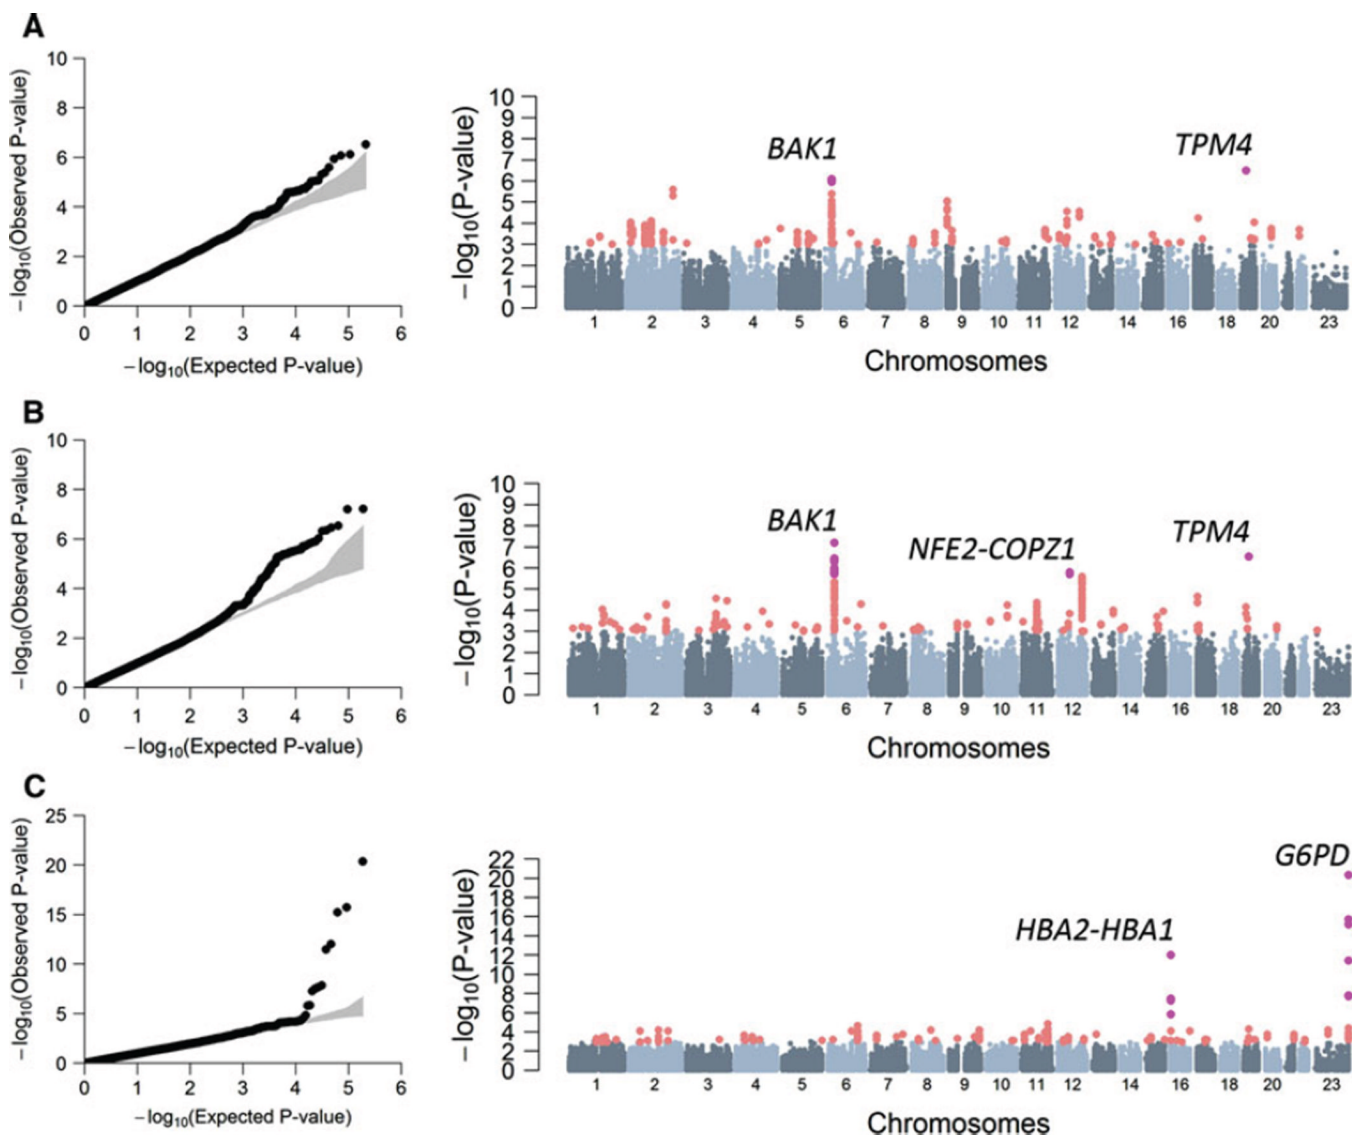 A
−log10(Observed P-value)
10
8
6
4
2
0
0 1 2 3 4 5 6
−log10(Expected P-value)
−log10(P-value)
10
9
8
7
6
5
4
3
2
1
0
BAK1
TPM4
1 2 3 4 5 6 7 8 9 10 11 12 14 16 18 20 23
Chromosomes
B
−log10(Observed P-value)
10
8
6
4
2
0
0 1 2 3 4 5 6
−log10(Expected P-value)
−log10(P-value)
10
9
8
7
6
5
4
3
2
1
0
BAK1
NFE2-COPZ1
TPM4
1 2 3 4 5 6 7 8 9 10 11 12 14 16 18 20 23
Chromosomes
C
−log10(Observed P-value)
25
20
15
10
5
0
0 1 2 3 4 5 6
−log10(Expected P-value)
−log10(P-value)
22
20
18
16
14
12
10
8
6
4
2
0
HBA2-HBA1
G6PD
1 2 3 4 5 6 7 8 9 10 11 12 14 16 18 20 23
Chromosomes